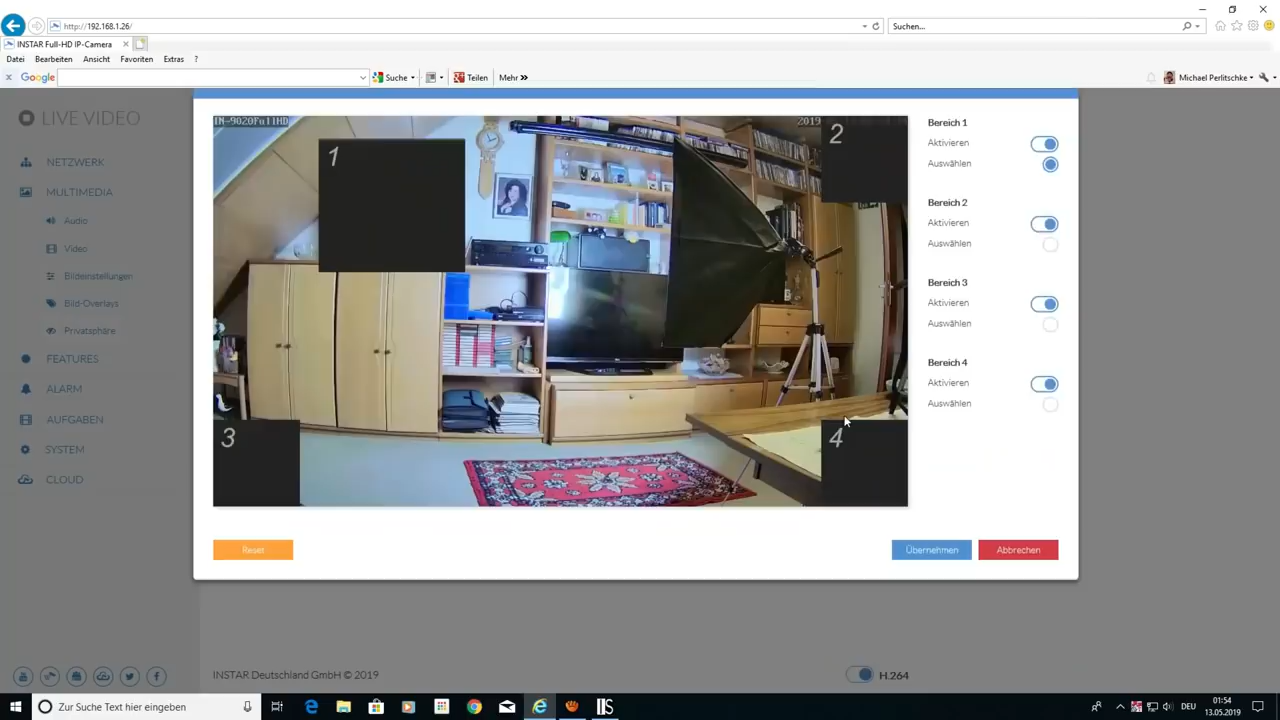 http://192.168.1.26/
Suchen...
INSTAR Full-HD IP-Camera
Datei Bearbeiten Ansicht Favoriten Extras ?
x Google Suche Teilen Mehr »
Michael Perlitschke
LIVE VIDEO
NETZWERK
MULTIMEDIA
Audio
Video
Bildeinstellungen
Bild-Overlays
Privatsphäre
FEATURES
ALARM
AUFGABEN
SYSTEM
CLOUD
IN-9020FullHD
2019
1
2
3
4
Bereich 1
Aktivieren
Auswählen
Bereich 2
Aktivieren
Auswählen
Bereich 3
Aktivieren
Auswählen
Bereich 4
Aktivieren
Auswählen
Reset
Übernehmen
Abbrechen
INSTAR Deutschland GmbH © 2019
H.264
Zur Suche Text hier eingeben
DEU
01:54
13.05.2019